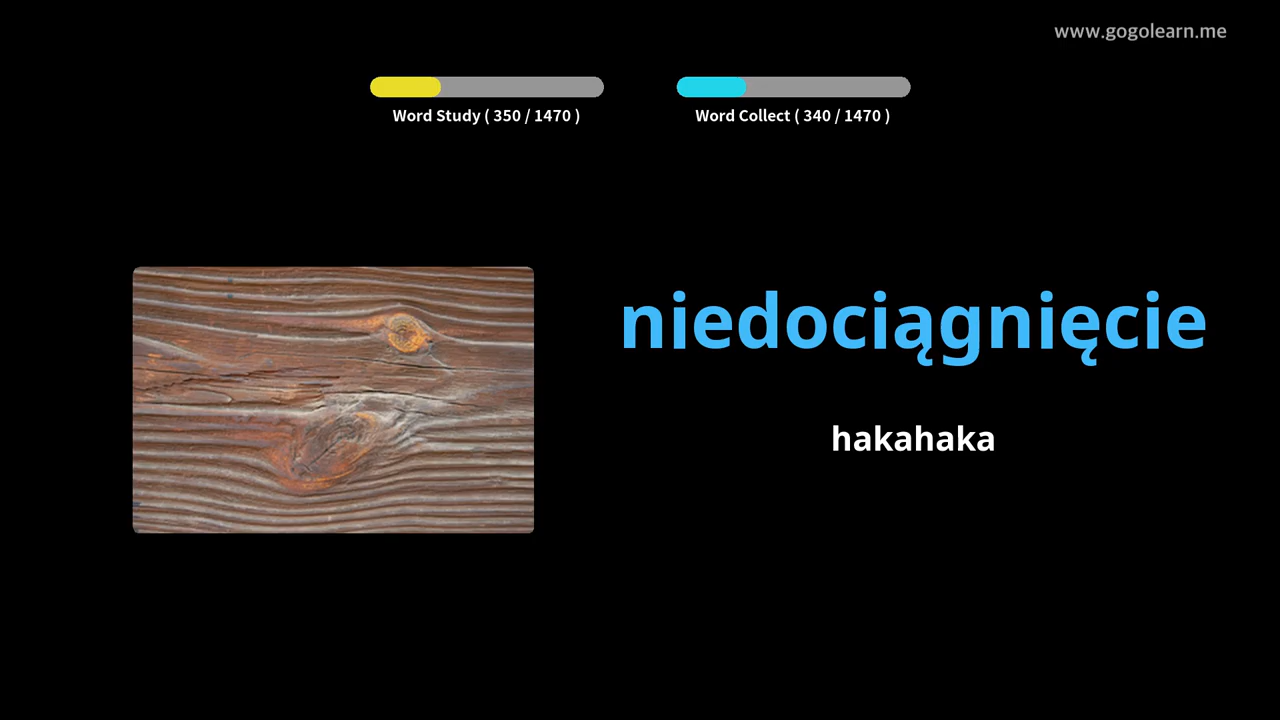 www.gogolearn.me
Word Study ( 350 / 1470 )
Word Collect ( 340 / 1470 )
niedociągnięcie
hakahaka